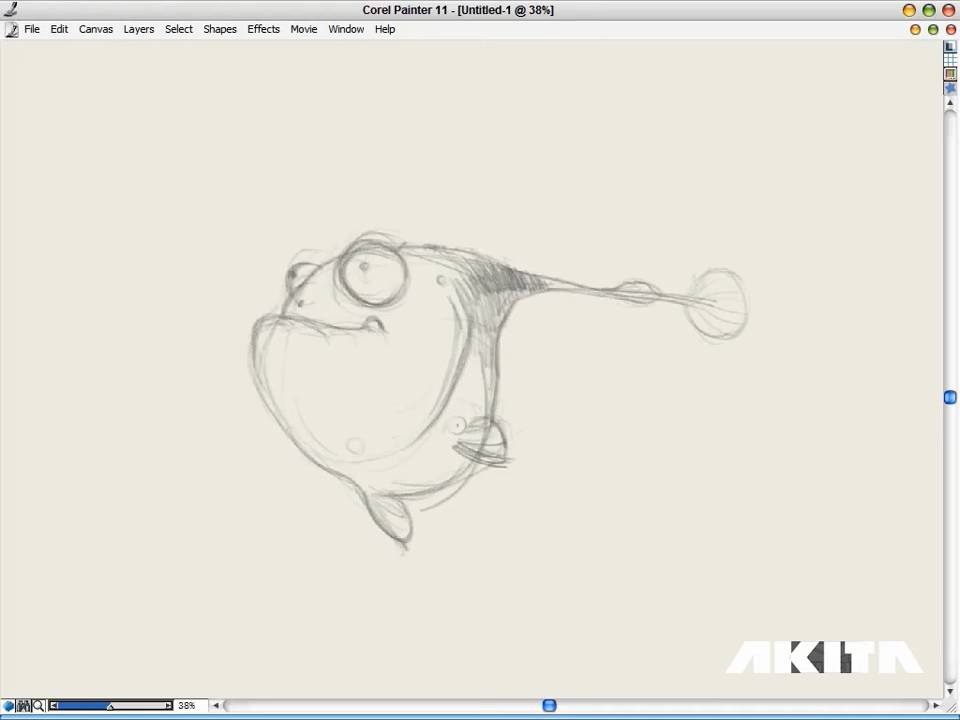 Corel Painter 11 - [Untitled-1 @ 38%]
File Edit Canvas Layers Select Shapes Effects Movie Window Help
AKITA
38%